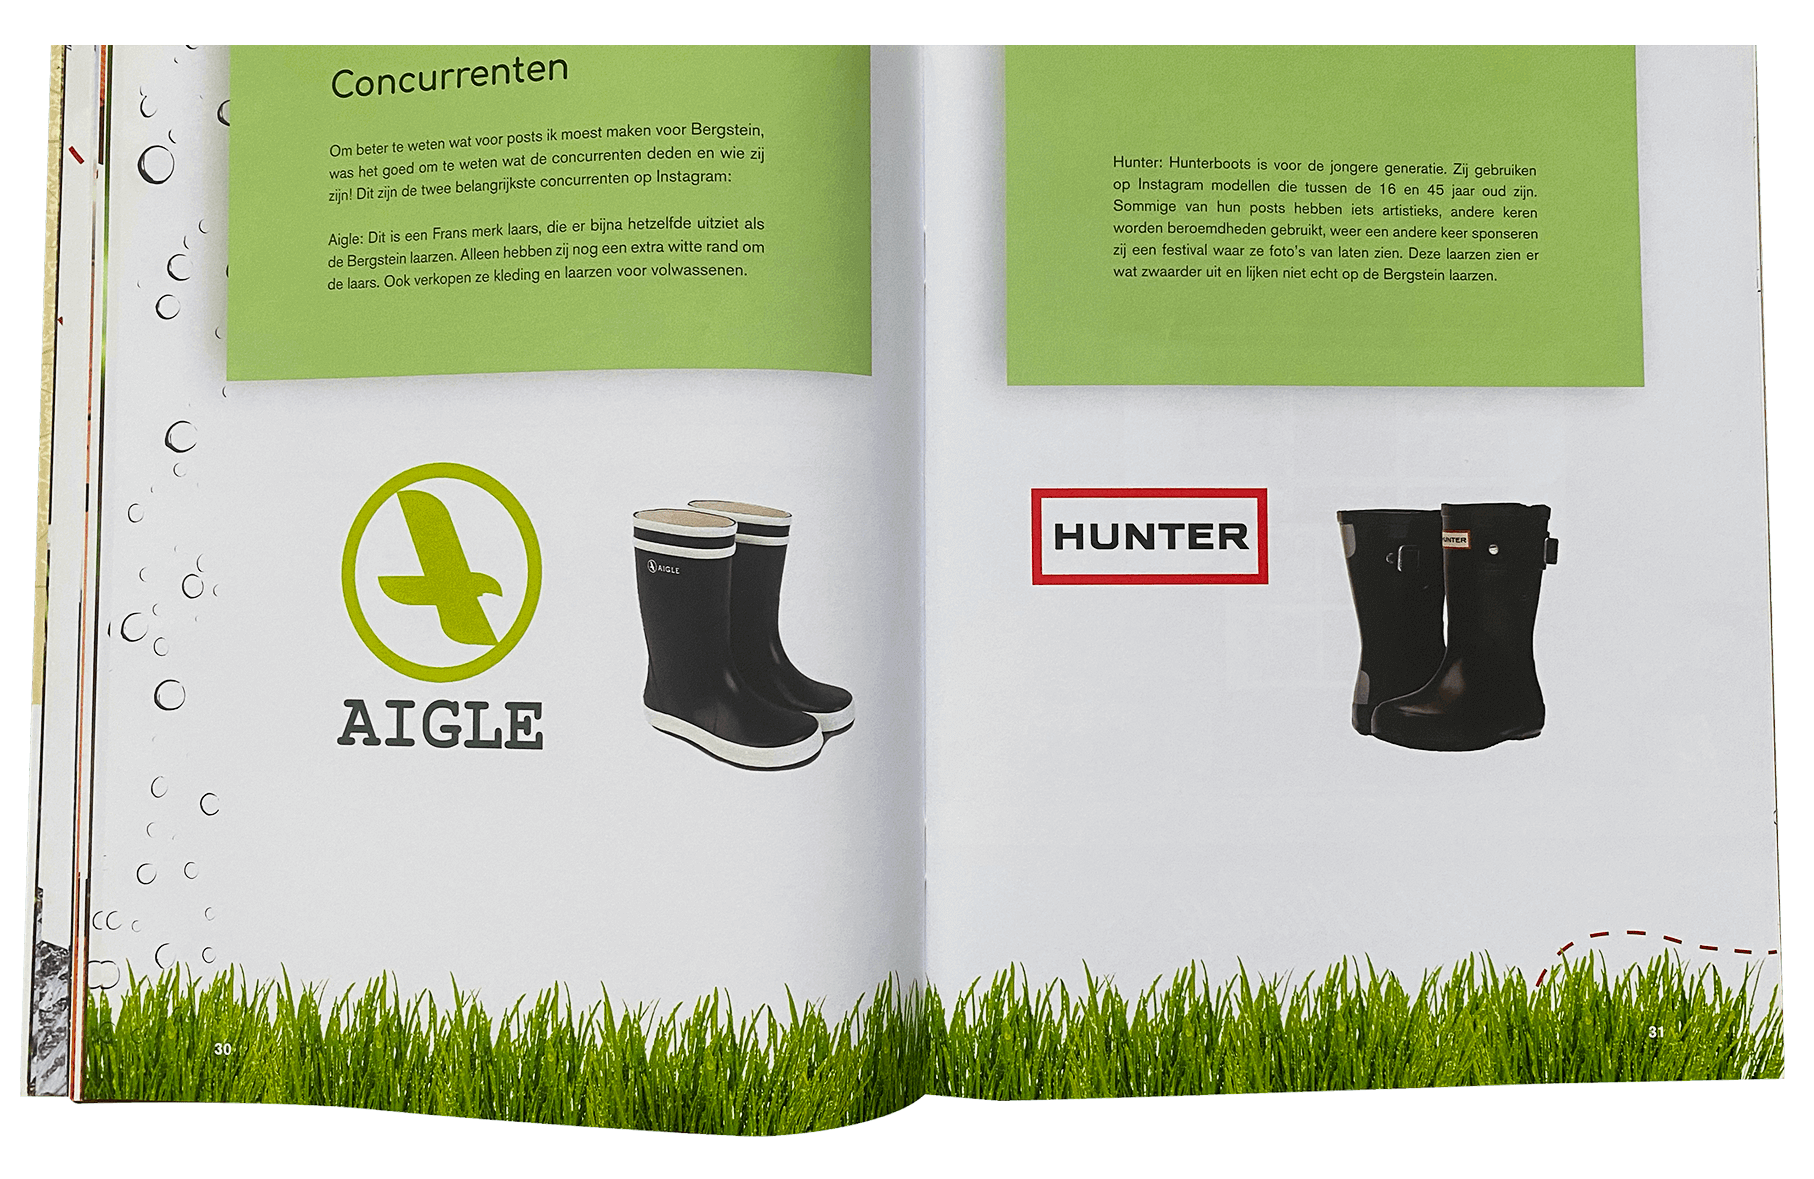 Concurrenten
Om beter te weten wat voor posts ik moest maken voor Bergstein,
was het goed om te weten wat de concurrenten deden en wie zij
zijn! Dit zijn de twee belangrijkste concurrenten op Instagram:
Aigle: Dit is een Frans merk laars, die er bijna hetzelfde uitziet als
de Bergstein laarzen. Alleen hebben zij nog een extra witte rand om
de laars. Ook verkopen ze kleding en laarzen voor volwassenen.
AIGLE
AIGLE
30
Hunter: Hunterboots is voor de jongere generatie. Zij gebruiken
op Instagram modellen die tussen de 16 en 45 jaar oud zijn.
Sommige van hun posts hebben iets artistieks, andere keren
worden beroemdheden gebruikt, weer een andere keer sponseren
zij een festival waar ze foto's van laten zien. Deze laarzen zien er
wat zwaarder uit en lijken niet echt op de Bergstein laarzen.
HUNTER
HUNTER
31